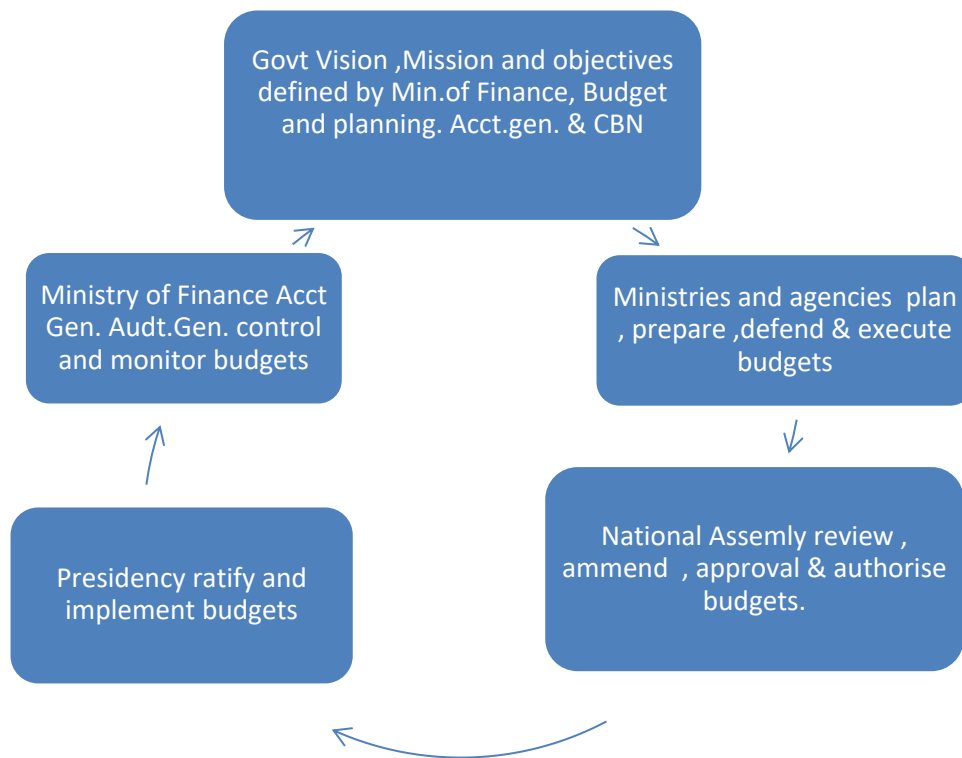 Govt Vision ,Mission and objectives
defined by Min.of Finance, Budget
and planning. Acct.gen. & CBN
Ministries and agencies  plan
, prepare ,defend & execute
budgets
National Assemly review ,
ammend  , approval & authorise
budgets.
Presidency ratify and
implement budgets
Ministry of Finance Acct
Gen. Audt.Gen. control
and monitor budgets